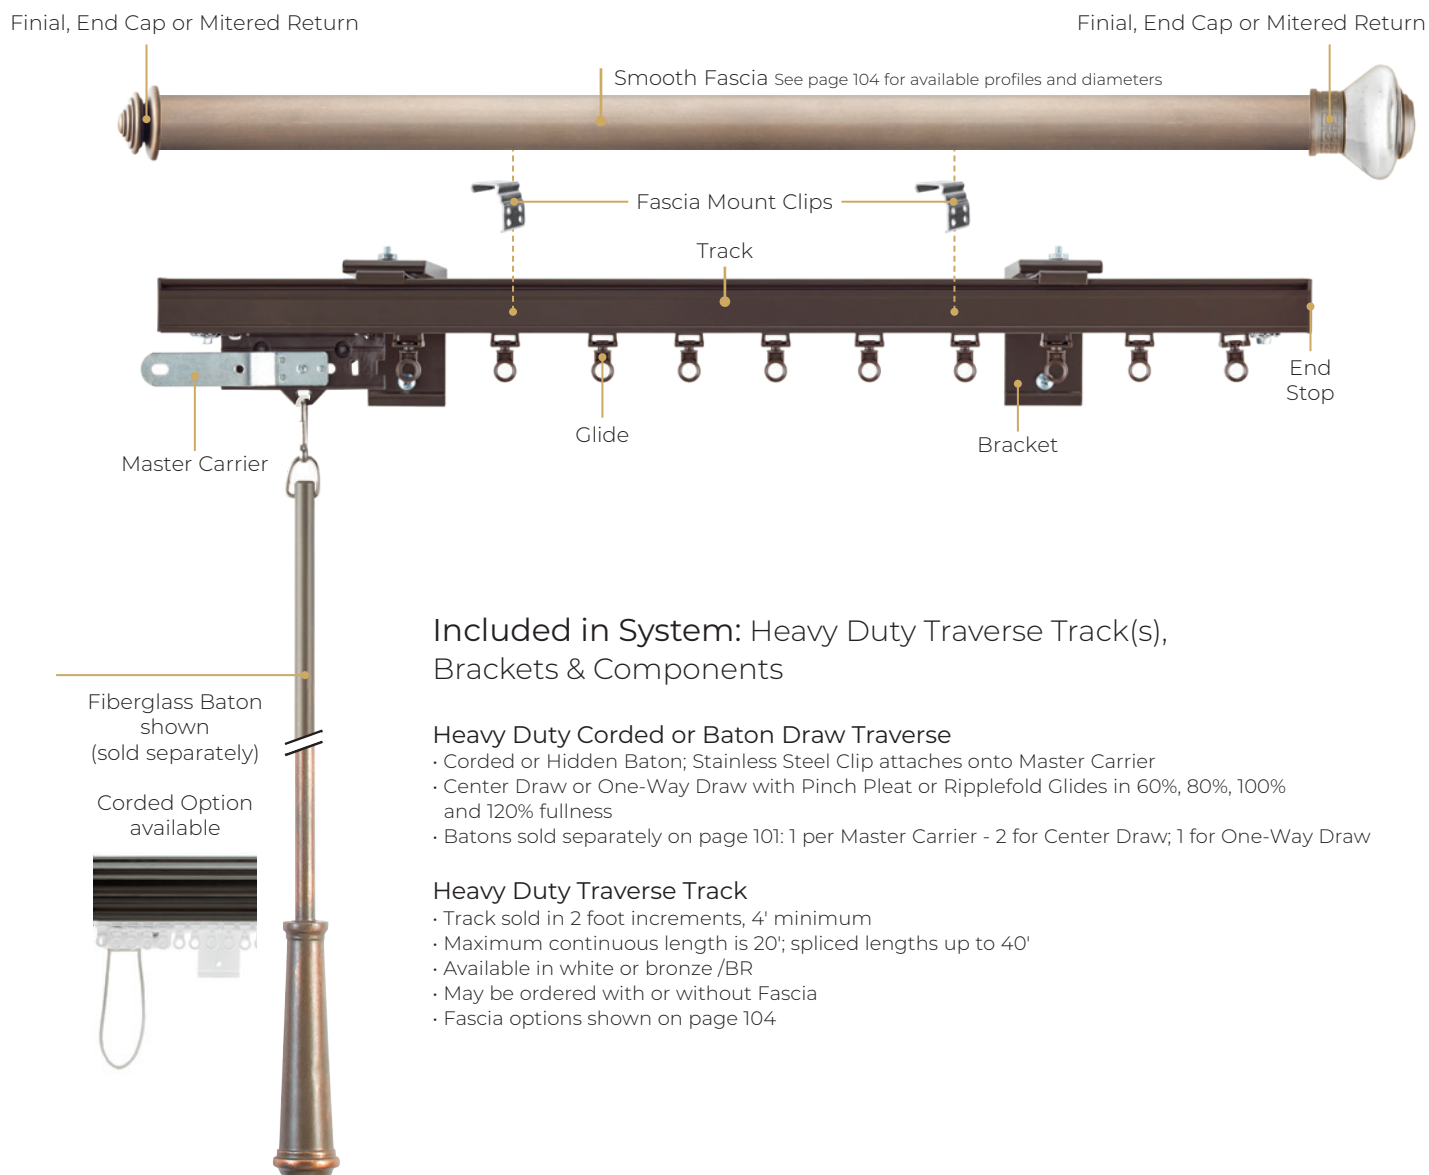 Finial, End Cap or Mitered Return
Finial, End Cap or Mitered Return
Smooth Fascia See page 104 for available profiles and diameters
Fascia Mount Clips
Track
End
Stop
Glide
Bracket
Master Carrier
Fiberglass Baton
shown
(sold separately)
Corded Option
available
Included in System: Heavy Duty Traverse Track(s),
Brackets & Components
Heavy Duty Corded or Baton Draw Traverse
• Corded or Hidden Baton; Stainless Steel Clip attaches onto Master Carrier
• Center Draw or One-Way Draw with Pinch Pleat or Ripplefold Glides in 60%, 80%, 100%
and 120% fullness
• Batons sold separately on page 101: 1 per Master Carrier - 2 for Center Draw; 1 for One-Way Draw
Heavy Duty Traverse Track
• Track sold in 2 foot increments, 4' minimum
• Maximum continuous length is 20'; spliced lengths up to 40'
• Available in white or bronze /BR
• May be ordered with or without Fascia
• Fascia options shown on page 104